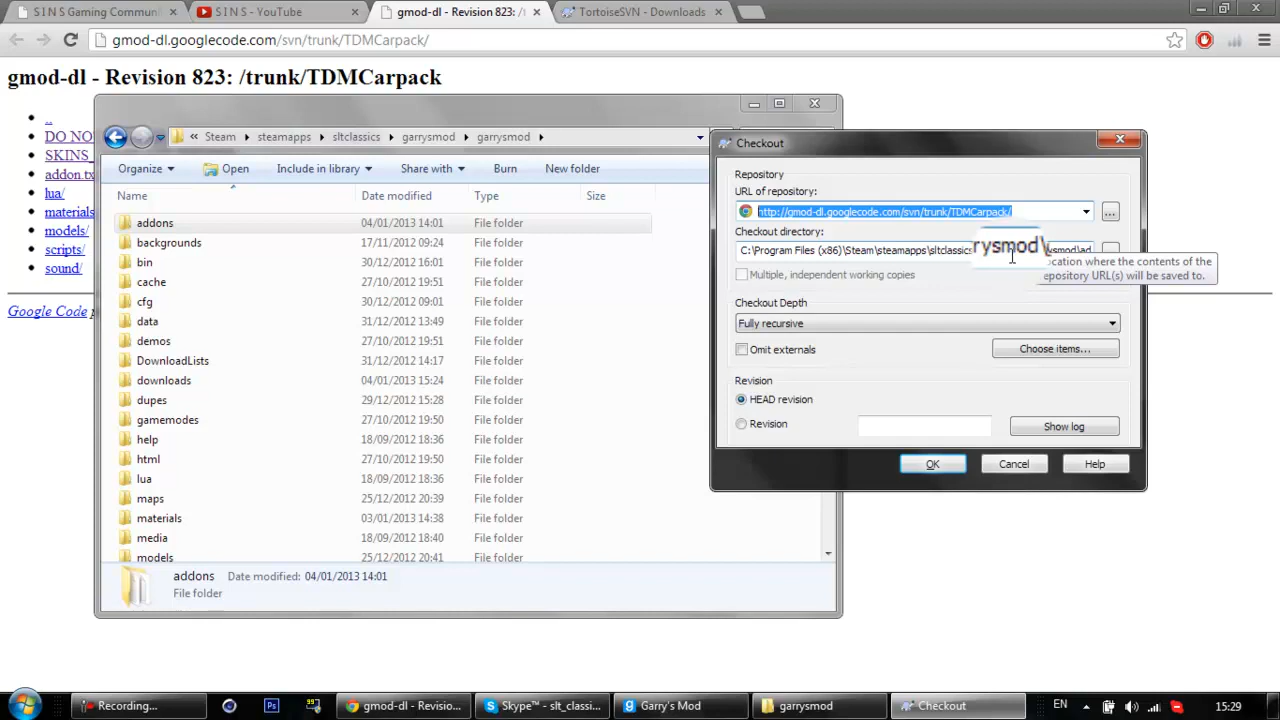 S I N S Gaming Commun
S I N S - YouTube
gmod-dl - Revision 823: /t
TortoiseSVN - Downloads
gmod-dl.googlecode.com/svn/trunk/TDMCarpack/
gmod-dl - Revision 823: /trunk/TDMCarpack
..
DO NO
SKINS_
addon.tx
lua/
materials
models/
scripts/
sound/
Google Code
Steam
steamapps
sltclassics
garrysmod
garrysmod
Organize
Open
Include in library
Share with
Burn
New folder
Name
Date modified
Type
Size
addons 04/01/2013 14:01 File folder
backgrounds 17/11/2012 09:24 File folder
bin 27/10/2012 19:50 File folder
cache 31/12/2012 09:36 File folder
cfg 30/12/2012 09:01 File folder
data 31/12/2012 13:49 File folder
demos 27/10/2012 19:51 File folder
DownloadLists 31/12/2012 14:17 File folder
downloads 04/01/2013 15:24 File folder
dupes 29/12/2012 15:28 File folder
gamemodes 27/10/2012 19:50 File folder
help 18/09/2012 18:36 File folder
html 27/10/2012 19:50 File folder
lua 18/09/2012 18:36 File folder
maps 25/12/2012 20:39 File folder
materials 03/01/2013 14:38 File folder
media 18/09/2012 18:40 File folder
models 25/12/2012 20:41 File folder
addons Date modified: 04/01/2013 14:01
File folder
Checkout
Repository
URL of repository:
http://gmod-dl.googlecode.com/svn/trunk/TDMCarpack/
...
Checkout directory:
C:\Program Files (x86)\Steam\steamapps\sltclassics
rysmod\
smod\ad
ocation where the contents of the
epository URL(s) will be saved to.
Multiple, independent working copies
Checkout Depth
Fully recursive
Omit externals
Choose items...
Revision
HEAD revision
Revision
Show log
OK
Cancel
Help
Recording...
Ps
gmod-dl - Revisio...
Skype™ - slt_classic...
Garry's Mod
garrysmod
Checkout
EN
15:29